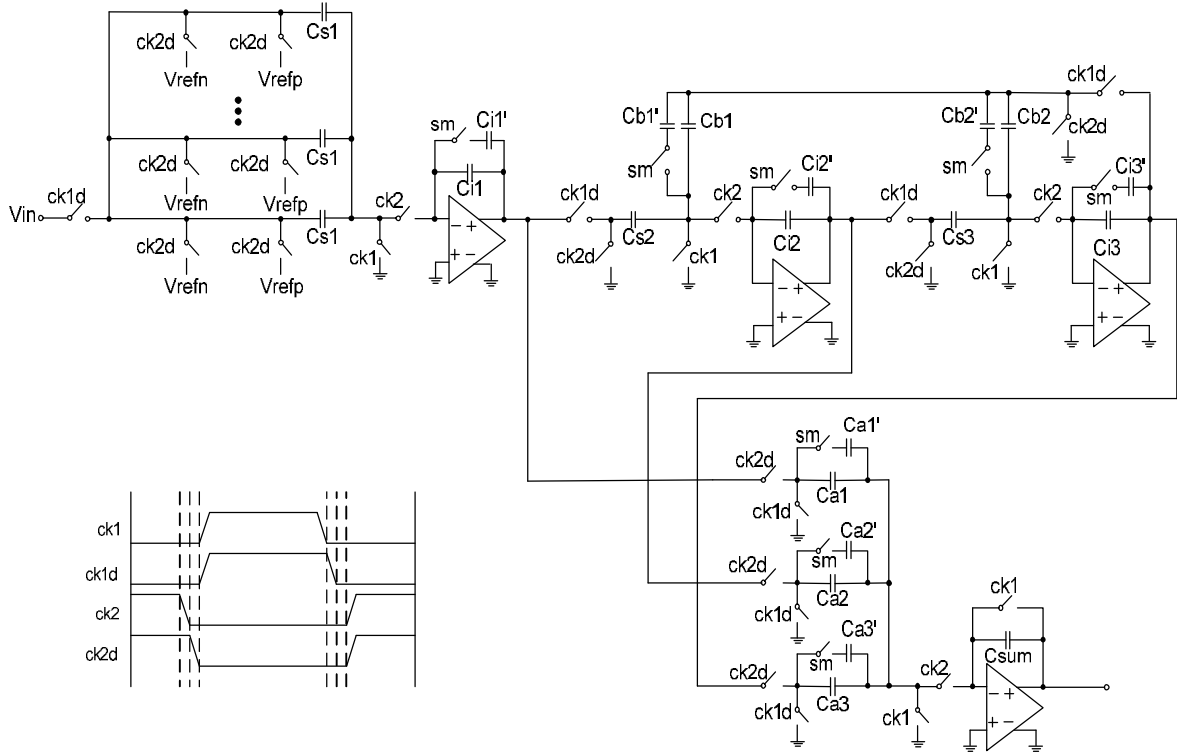 Cs1
ck2d
ck2d
Vrefn
Vrefp
Cs1
ck2d
ck2d
Vrefn
Vrefp
Vin
ck1d
Cs1
ck2d
ck2d
Vrefn
Vrefp
ck2
ck1
sm
Ci1'
Ci1
ck1d
ck2d
Cs2
Cb1'
Cb1
sm
ck2
ck1
sm
Ci2'
Ci2
ck1d
ck2d
Cs3
Cb2'
Cb2
sm
ck2
ck1
ck1d
ck2d
Ci3'
sm
Ci3
ck2d
sm
Ca1'
Ca1
ck1d
ck2d
Ca2'
sm
Ca2
ck1d
ck2d
Ca3'
sm
Ca3
ck1d
ck2
ck1
ck1
Csum
ck1
ck1d
ck2
ck2d